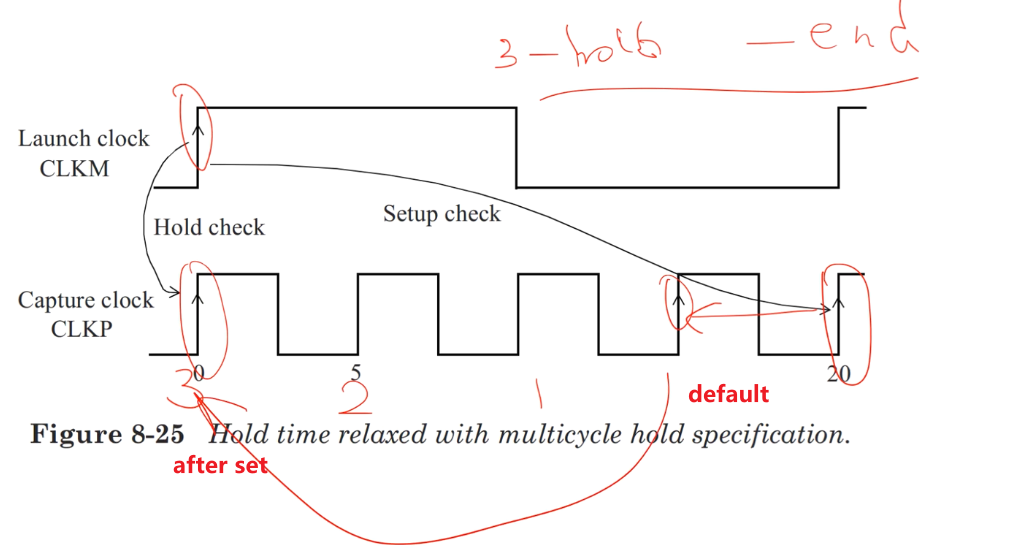 3-hold -end
Launch clock
CLKM
Setup check
Hold check
Capture clock
CLKP
0
5
20
3
2
1
default
Figure 8-25 Hold time relaxed with multicycle hold specification.
after set